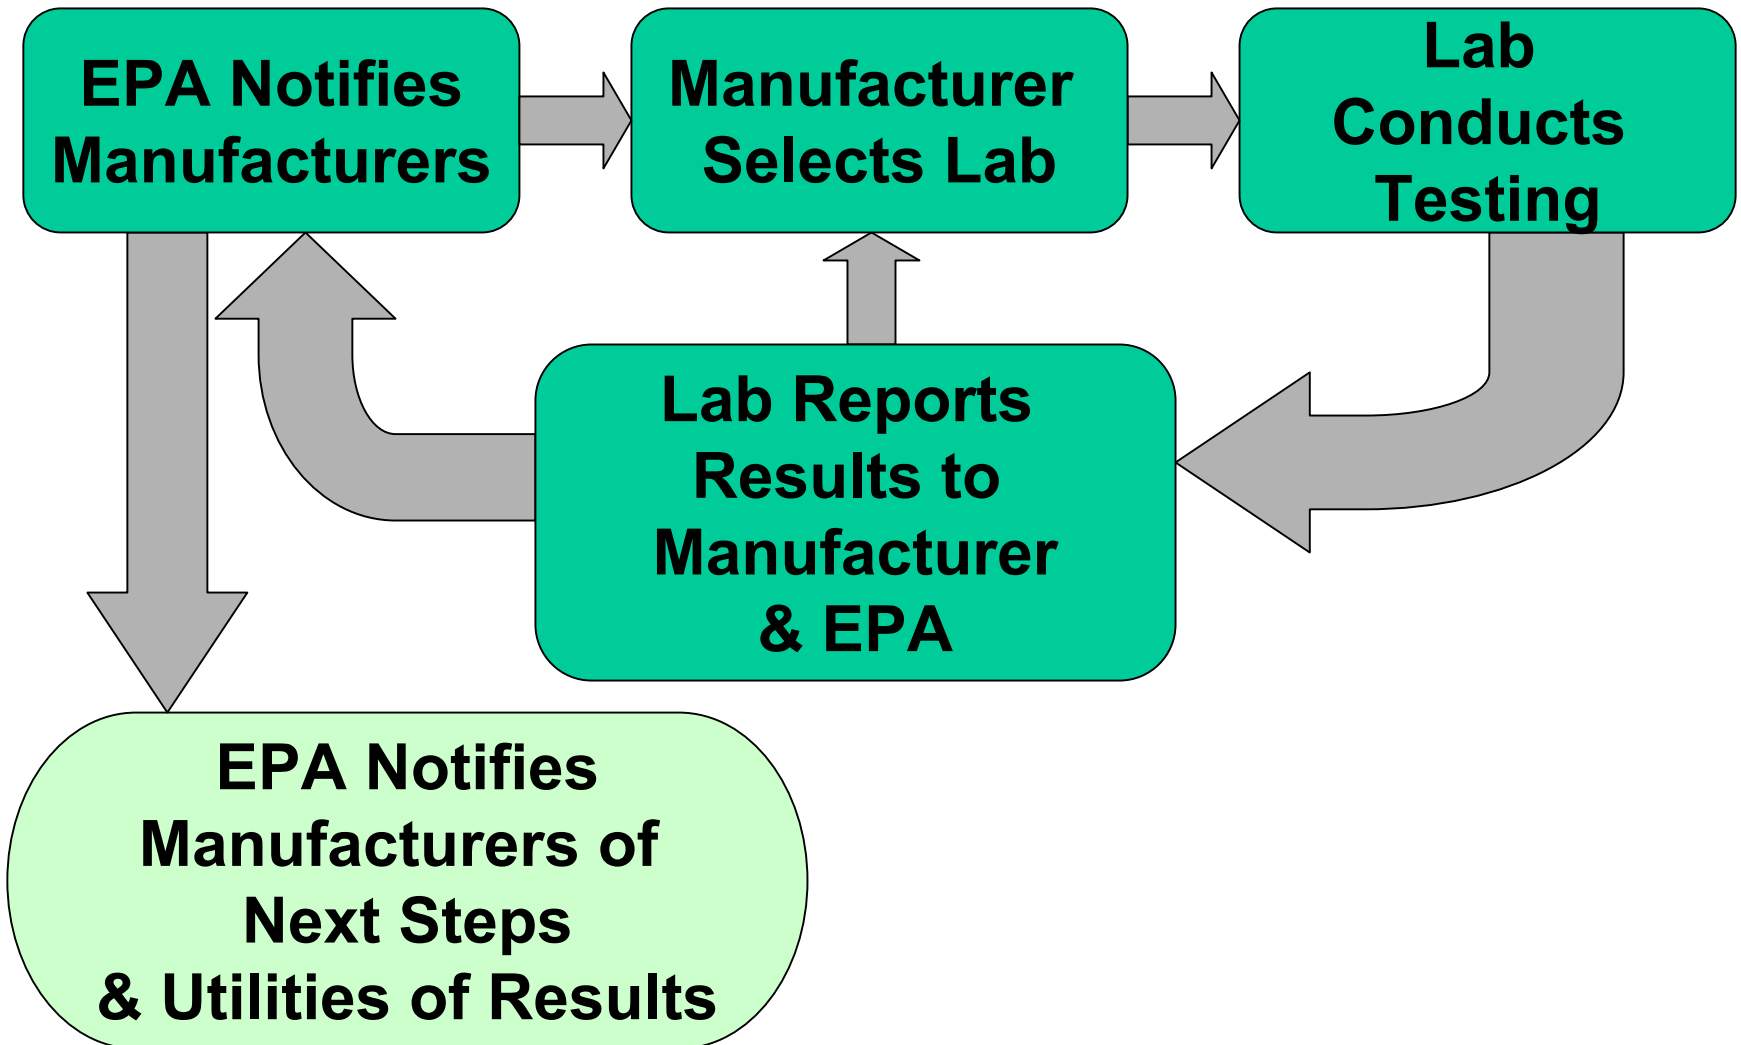 EPA Notifies
Manufacturers
Manufacturer
Selects Lab
Lab
Conducts
Testing
Lab Reports
Results to
Manufacturer
& EPA
EPA Notifies
Manufacturers of
Next Steps
& Utilities of Results